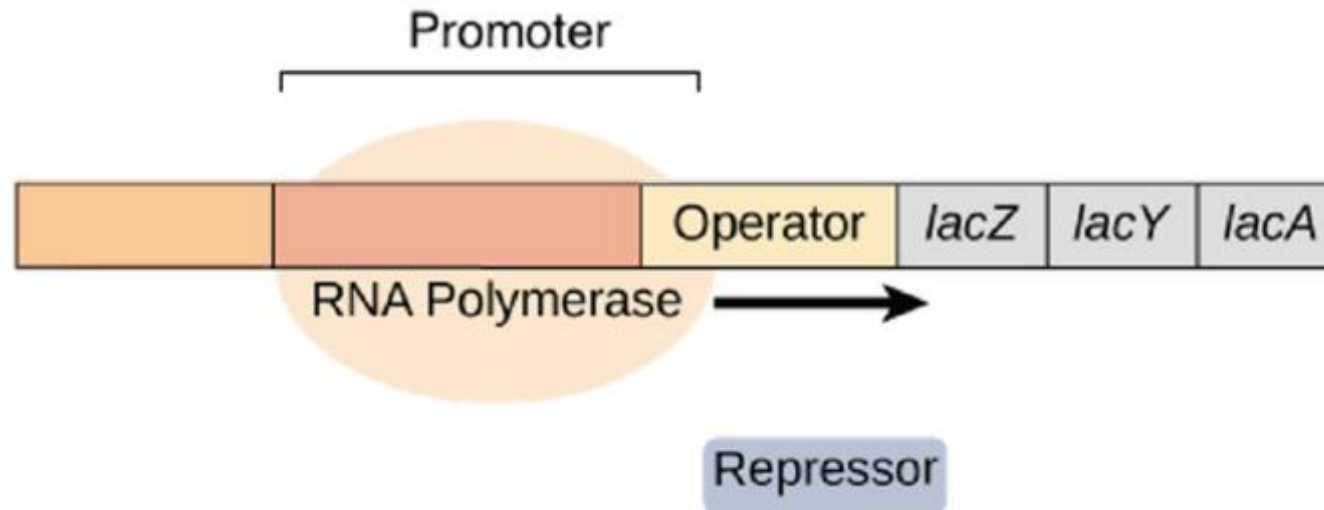 Promoter
Operator lacZ lacY lacA
RNA Polymerase
Repressor